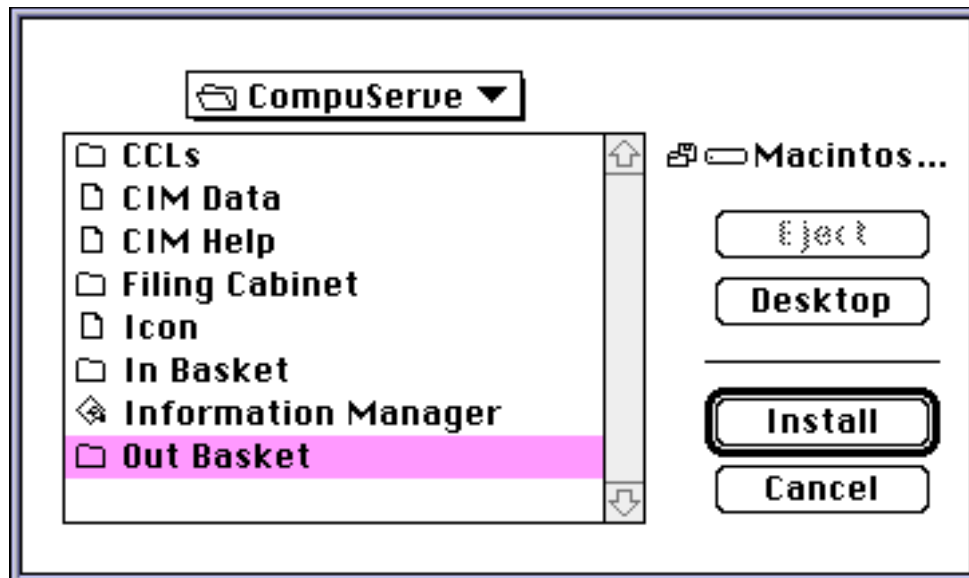 CompuServe
CCLs
CIM Data
CIM Help
Filing Cabinet
Icon
In Basket
Information Manager
Out Basket
Macintos...
Eject
Desktop
Install
Cancel